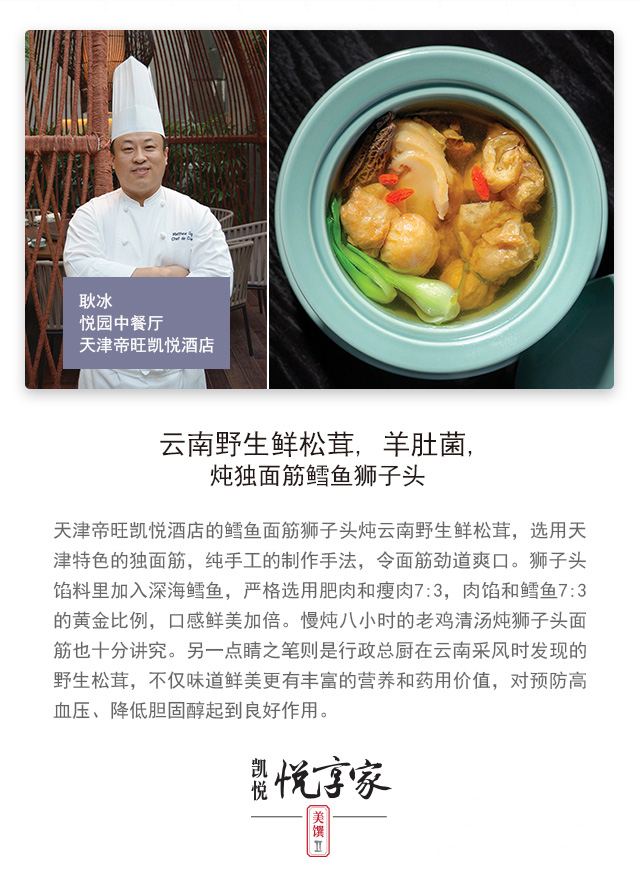 Matthew G
Chef de Cu
耿冰
悦园中餐厅
天津帝旺凯悦酒店
云南野生鲜松茸，羊肚菌，
炖独面筋鳕鱼狮子头
天津帝旺凯悦酒店的鳕鱼面筋狮子头炖云南野生鲜松茸，选用天
津特色的独面筋，纯手工的制作手法，令面筋劲道爽口。狮子头
馅料里加入深海鳕鱼，严格选用肥肉和瘦肉7:3，肉馅和鳕鱼7:3
的黄金比例，口感鲜美加倍。慢炖八小时的老鸡清汤炖狮子头面
筋也十分讲究。另一点睛之笔则是行政总厨在云南采风时发现的
野生松茸，不仅味道鲜美更有丰富的营养和药用价值，对预防高
血压、降低胆固醇起到良好作用。
凯悦 悦享家
美馔